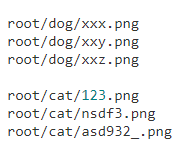 root/dog/xxx.png
root/dog/xxy.png
root/dog/xxz.png
root/cat/123.png
root/cat/nsdf3.png
root/cat/asd932_.png